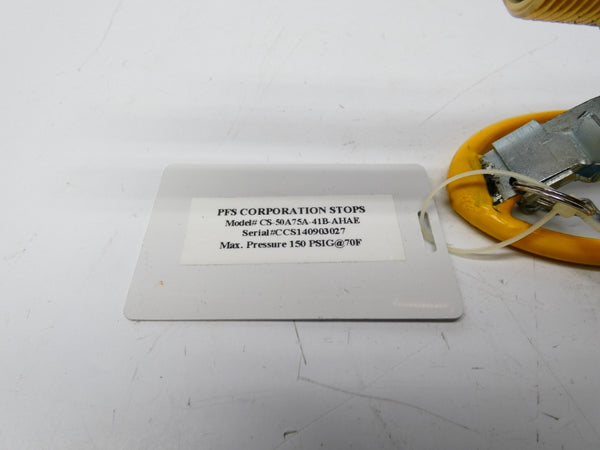 PFS CORPORATION STOPS
Model# CS-50A75A-41B-AHAE
Serial#CCS140903027
Max. Pressure 150 PSIG@70F